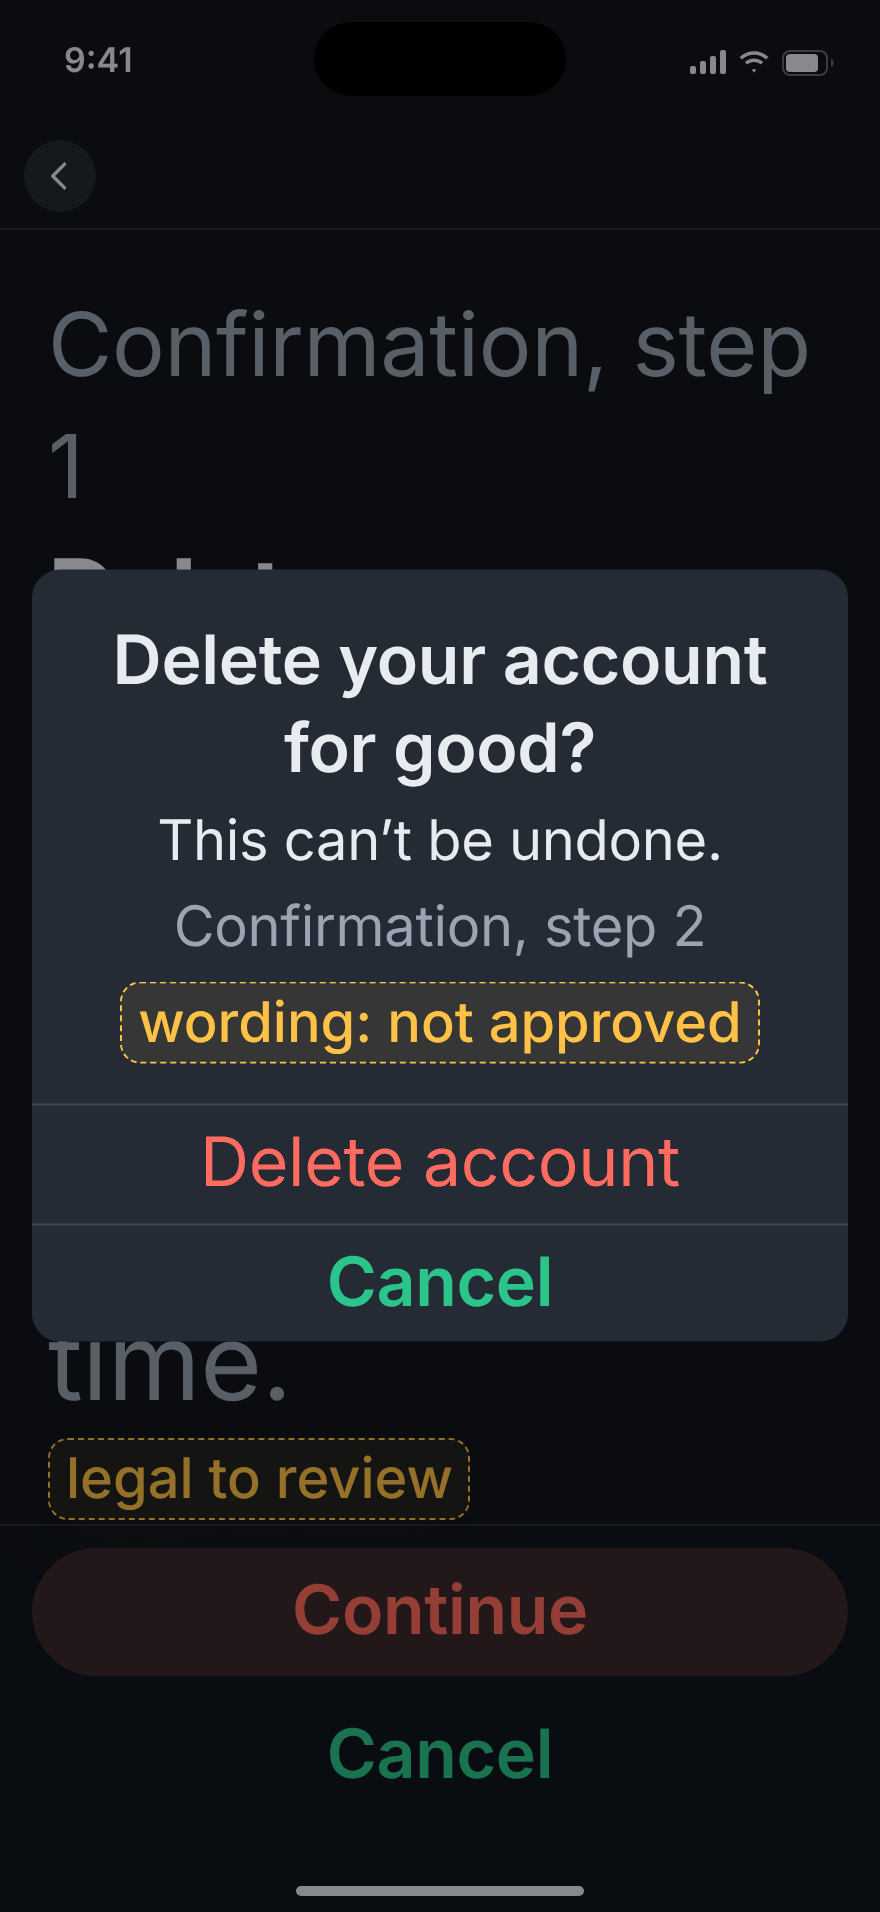 9:41
Confirmation, step
1
Delete your account
for good?
This can’t be undone.
Confirmation, step 2
wording: not approved
Delete account
Cancel
time.
legal to review
Continue
Cancel